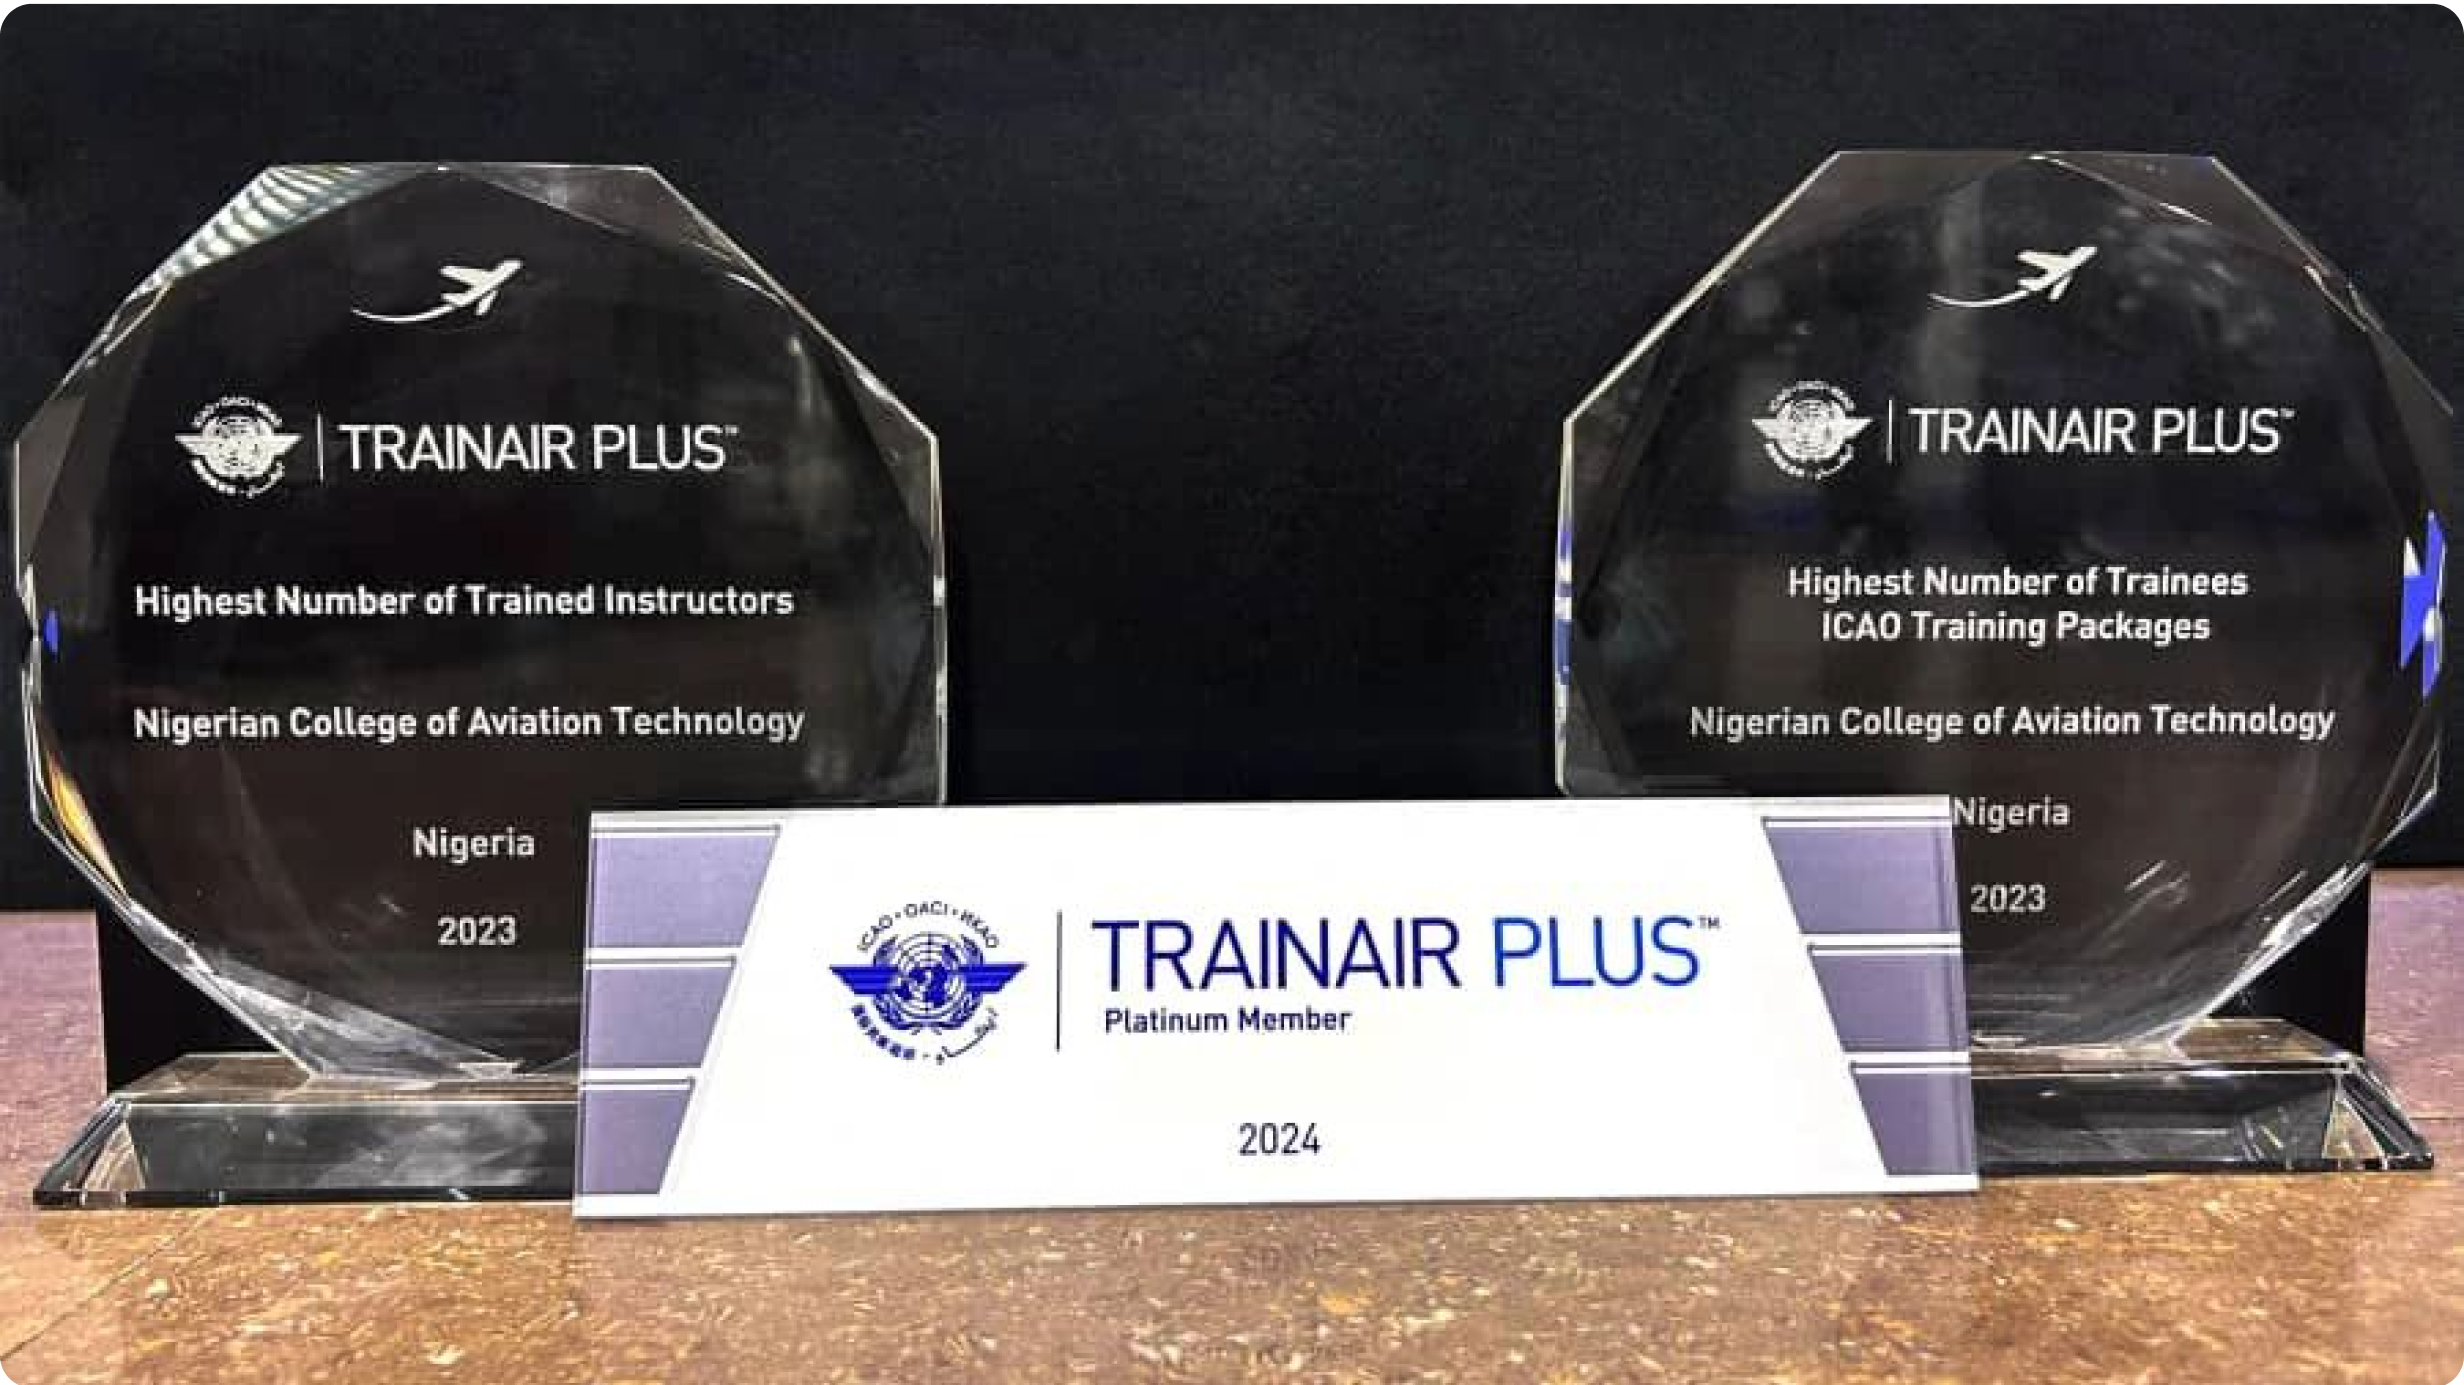 TRAINAIR PLUS™
Highest Number of Trained Instructors
Nigerian College of Aviation Technology
Nigeria
2023
TRAINAIR PLUS™
Highest Number of Trainees
ICAO Training Packages
Nigerian College of Aviation Technology
Nigeria
2023
ICAO • OACI • ИКАО
TRAINAIR PLUS™
Platinum Member
2024